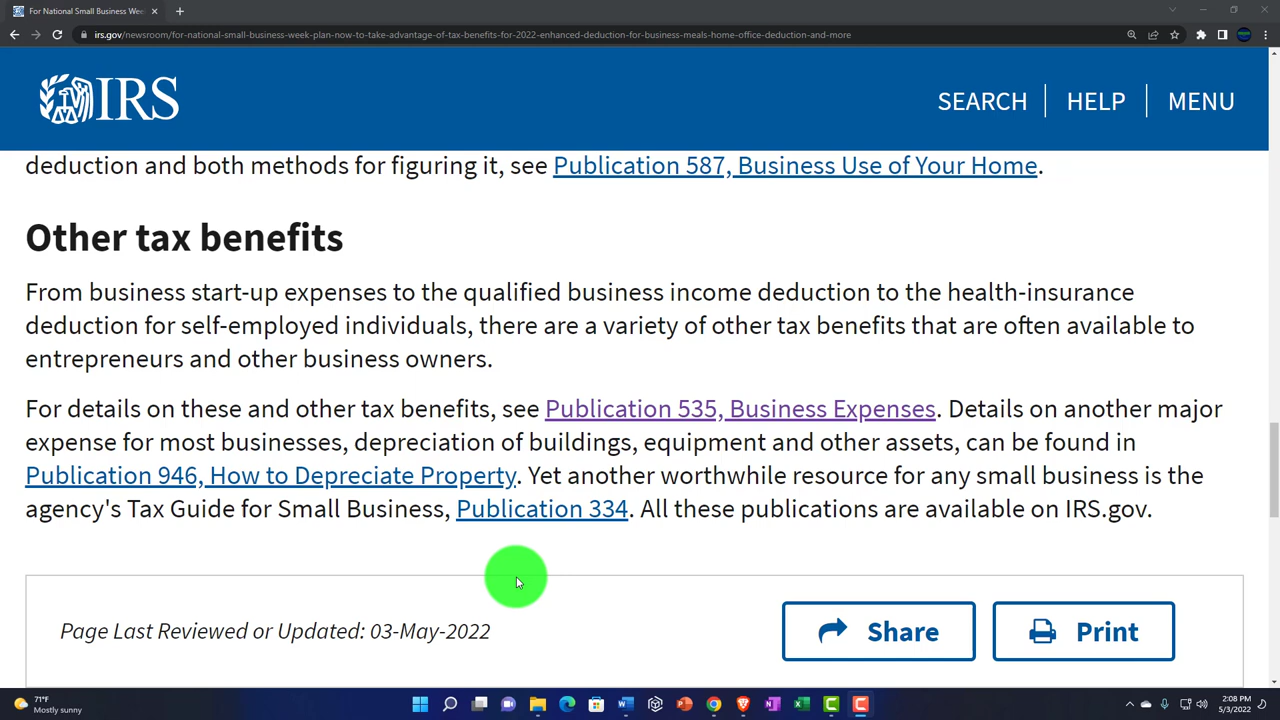 For National Small Business Wee
irs.gov/newsroom/for-national-small-business-week-plan-now-to-take-advantage-of-tax-benefits-for-2022-enhanced-deduction-for-business-meals-home-office-deduction-and-more
IRS
SEARCH
HELP
MENU
deduction and both methods for figuring it, see Publication 587, Business Use of Your Home.
Other tax benefits
From business start-up expenses to the qualified business income deduction to the health-insurance
deduction for self-employed individuals, there are a variety of other tax benefits that are often available to
entrepreneurs and other business owners.
For details on these and other tax benefits, see Publication 535, Business Expenses. Details on another major
expense for most businesses, depreciation of buildings, equipment and other assets, can be found in
Publication 946, How to Depreciate Property. Yet another worthwhile resource for any small business is the
agency's Tax Guide for Small Business, Publication 334. All these publications are available on IRS.gov.
Page Last Reviewed or Updated: 03-May-2022
Share
Print
71°F
Mostly sunny
2:08 PM
5/3/2022